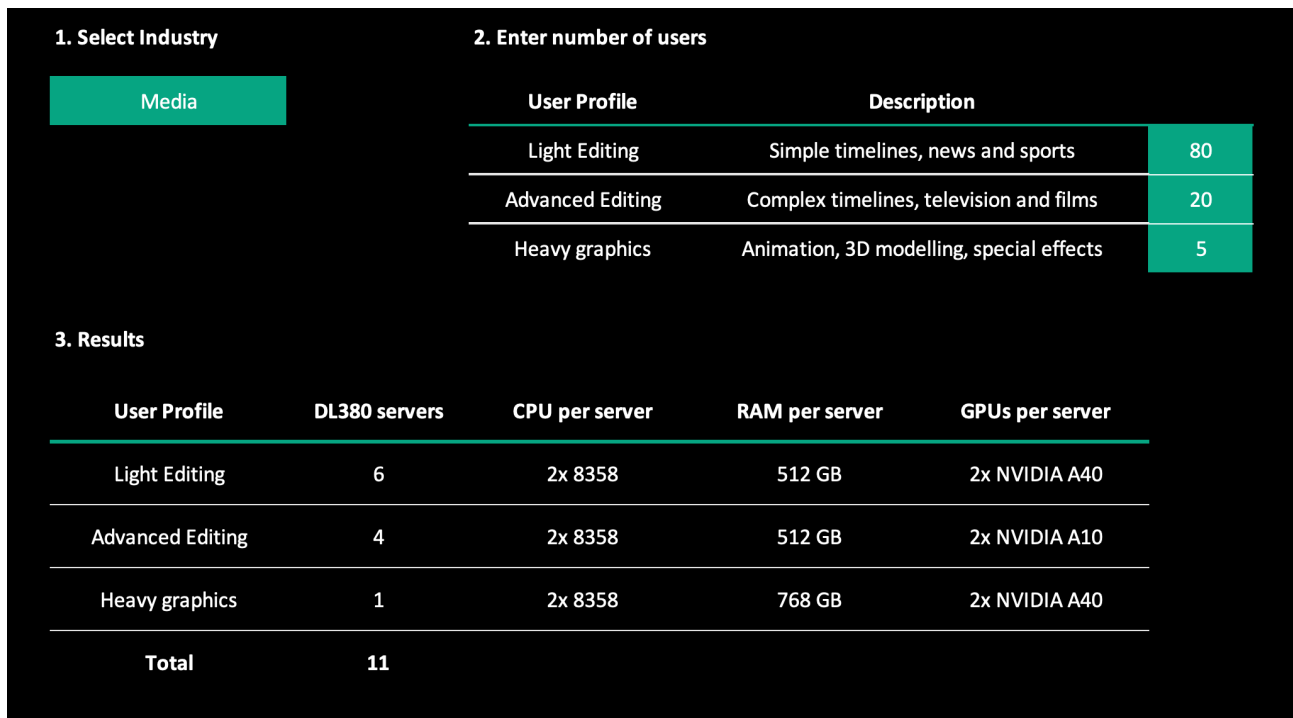 1. Select Industry
2. Enter number of users
Media
User Profile Description
Light Editing Simple timelines, news and sports 80
Advanced Editing Complex timelines, television and films 20
Heavy graphics Animation, 3D modelling, special effects 5
3. Results
User Profile DL380 servers CPU per server RAM per server GPUs per server
Light Editing 6 2x 8358 512 GB 2x NVIDIA A40
Advanced Editing 4 2x 8358 512 GB 2x NVIDIA A10
Heavy graphics 1 2x 8358 768 GB 2x NVIDIA A40
Total 11